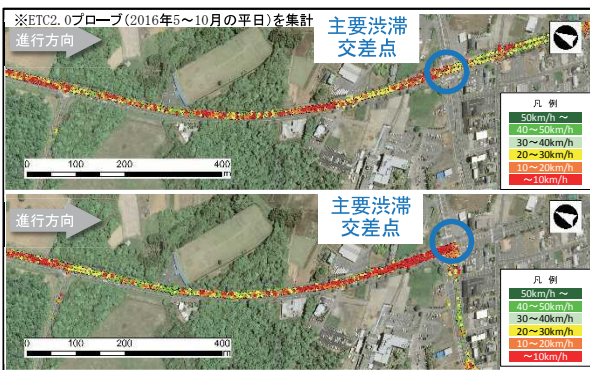 ※ETC2.0プローブ(2016年5~10月の平日)を集計
進行方向
主要渋滞
交差点
凡 例
50km/h ~
40~50km/h
30~40km/h
20~30km/h
10~20km/h
~10km/h
0 100 200 400
m
進行方向
主要渋滞
交差点
凡 例
50km/h ~
40~50km/h
30~40km/h
20~30km/h
10~20km/h
~10km/h
0 100 200 400
m